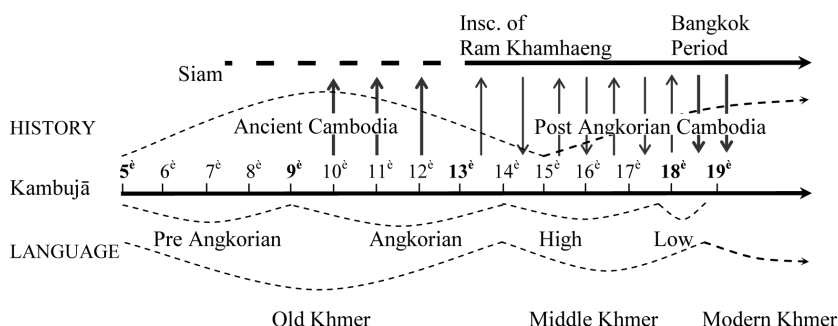 Insc. of Bangkok
Ram Khamhaeng Period
Siam
HISTORY Ancient Cambodia Post Angkorian Cambodia
5è 6è 7è 8è 9è 10è 11è 12è 13è 14è 15è 16è 17è 18è 19è
Kambujā
LANGUAGE Pre Angkorian Angkorian High Low
Old Khmer Middle Khmer Modern Khmer